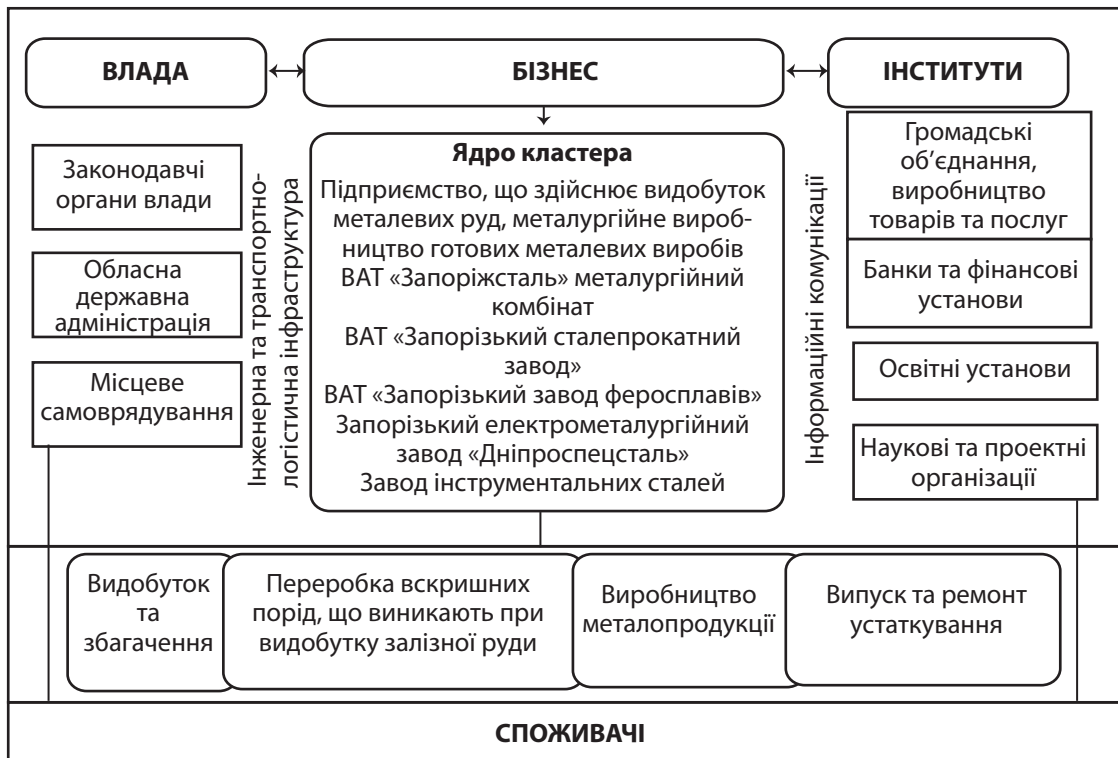 ВЛАДА
БІЗНЕС
ІНСТИТУТИ
Законодавчі
органи влади
Обласна
державна
адміністрація
Місцеве
самоврядування
Інженерна та транспортно-
логістична інфраструктура
Ядро кластера
Підприємство, що здійснює видобуток
металевих руд, металургійне вироб-
ництво готових металевих виробів
ВАТ «Запоріжсталь» металургійний
комбінат
ВАТ «Запорізький сталепрокатний
завод»
ВАТ «Запорізький завод феросплавів»
Запорізький електрометалургійний
завод «Дніпроспецсталь»
Завод інструментальних сталей
Інформаційні комунікації
Громадські
об’єднання,
виробництво
товарів та послуг
Банки та фінансові
установи
Освітні установи
Наукові та проектні
організації
Видобуток
та
збагачення
Переробка вскришних
порід, що виникають при
видобутку залізної руди
Виробництво
металопродукції
Випуск та ремонт
устаткування
СПОЖИВАЧІ